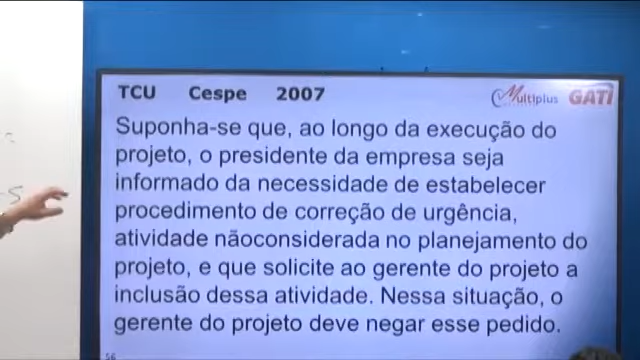 TCU Cespe 2007
Multiplus GATI
Suponha-se que, ao longo da execução do
projeto, o presidente da empresa seja
informado da necessidade de estabelecer
procedimento de correção de urgência,
atividade nãoconsiderada no planejamento do
projeto, e que solicite ao gerente do projeto a
inclusão dessa atividade. Nessa situação, o
gerente do projeto deve negar esse pedido.
56